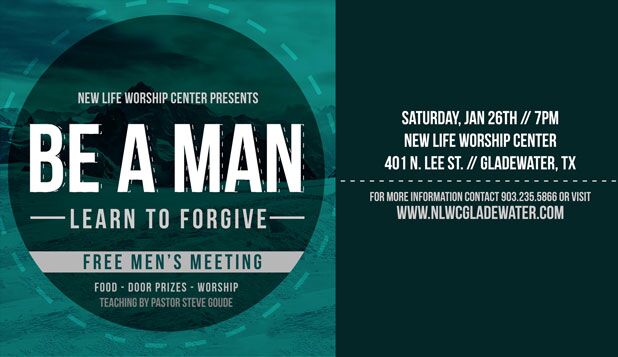 NEW LIFE WORSHIP CENTER PRESENTS
BE A MAN
LEARN TO FORGIVE
FREE MEN'S MEETING
FOOD - DOOR PRIZES - WORSHIP
TEACHING BY PASTOR STEVE GOUDE
SATURDAY, JAN 26TH // 7PM
NEW LIFE WORSHIP CENTER
401 N. LEE ST. // GLADEWATER, TX
FOR MORE INFORMATION CONTACT 903.235.5866 OR VISIT
WWW.NLWCGLADEWATER.COM